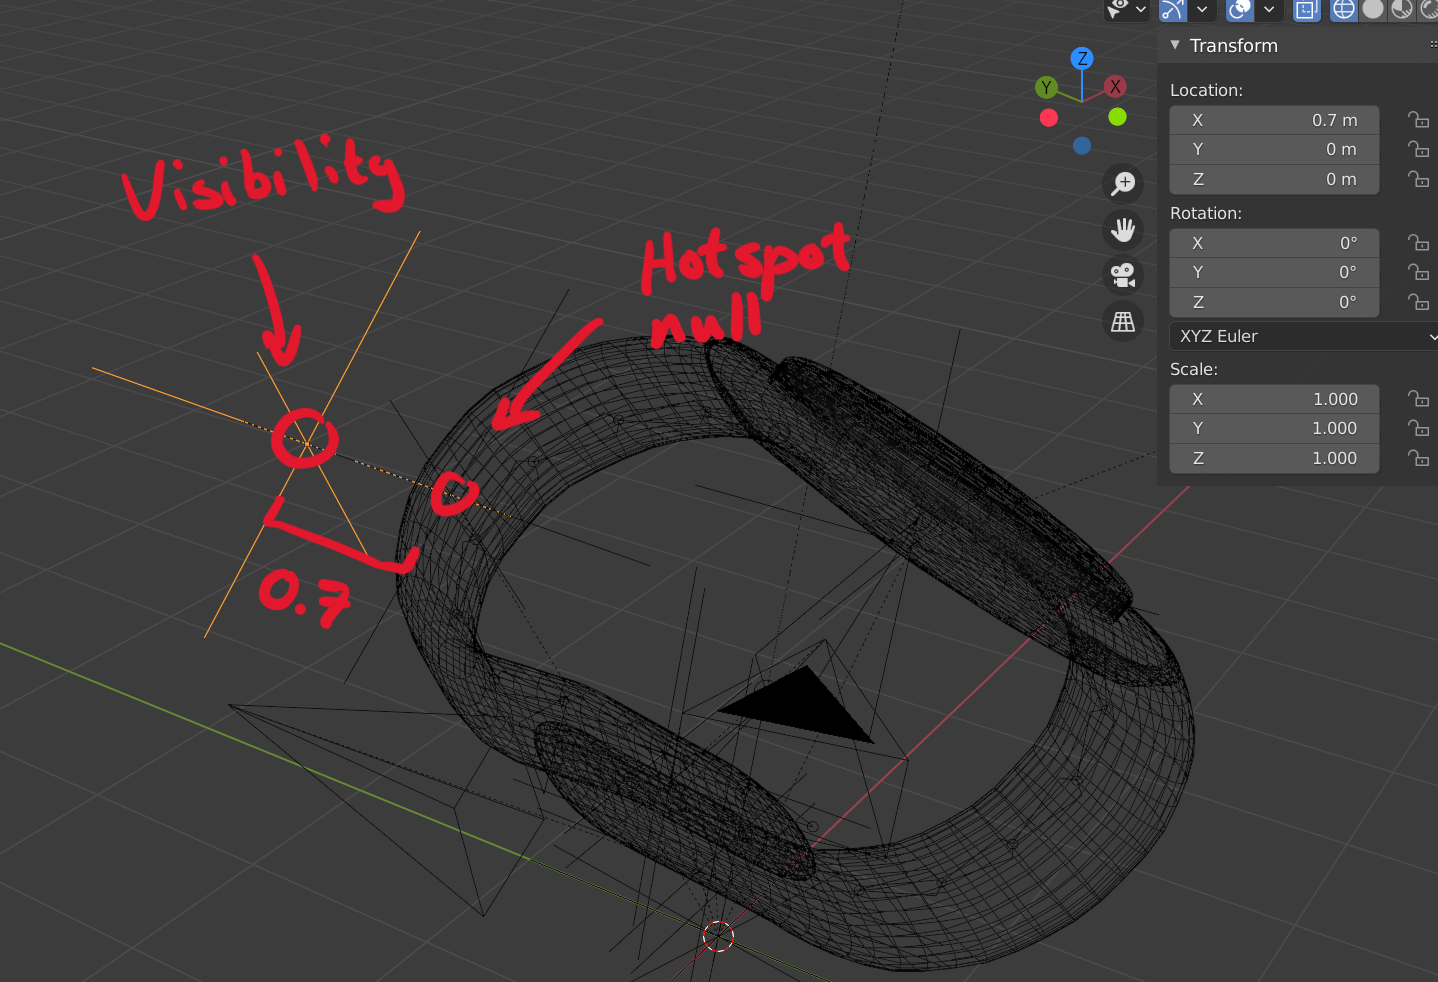 Transform
Location:
X 0.7 m
Y 0 m
Z 0 m
Rotation:
X 0°
Y 0°
Z 0°
XYZ Euler
Scale:
X 1.000
Y 1.000
Z 1.000
Z
Y
X
Visibility
Hotspot
null
0.7